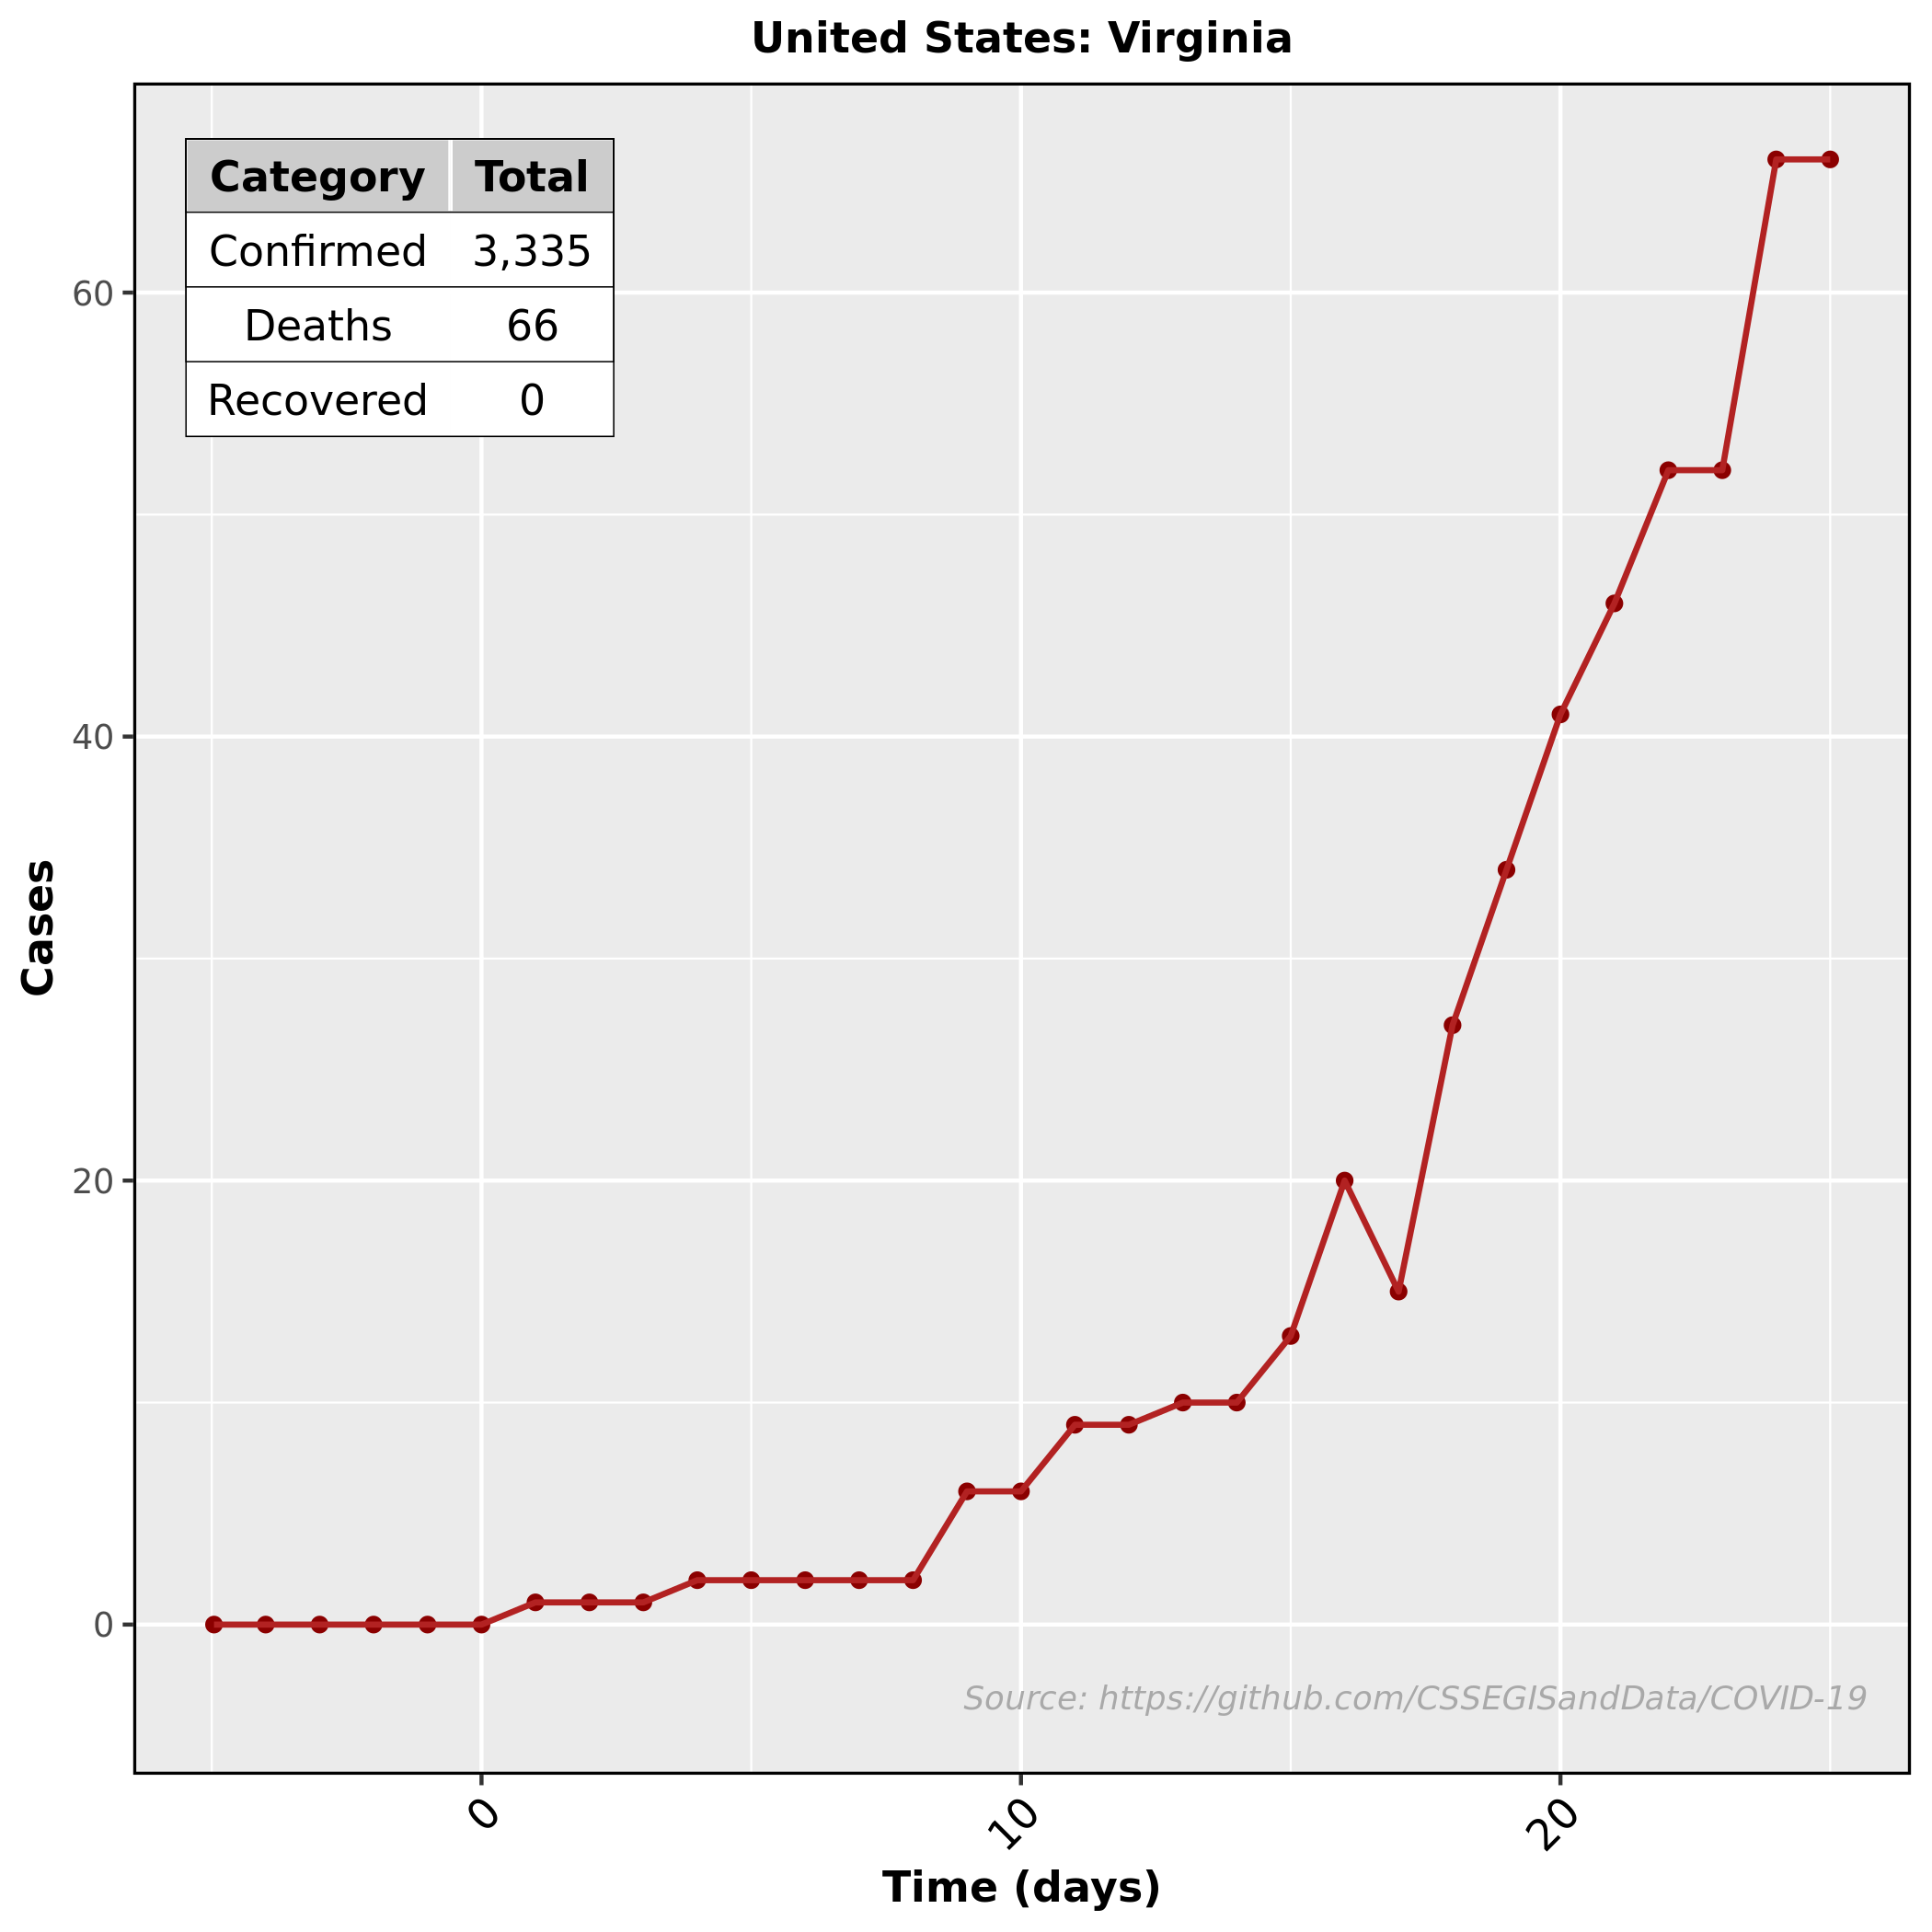 United States: Virginia
Category Total
Confirmed 3,335
Deaths 66
Recovered 0
60
40
20
0
Cases
Source: https://github.com/CSSEGISandData/COVID-19
0 10 20
Time (days)